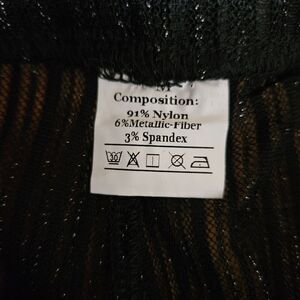 M
Composition:
91% Nylon
6%Metallic-Fiber
3% Spandex